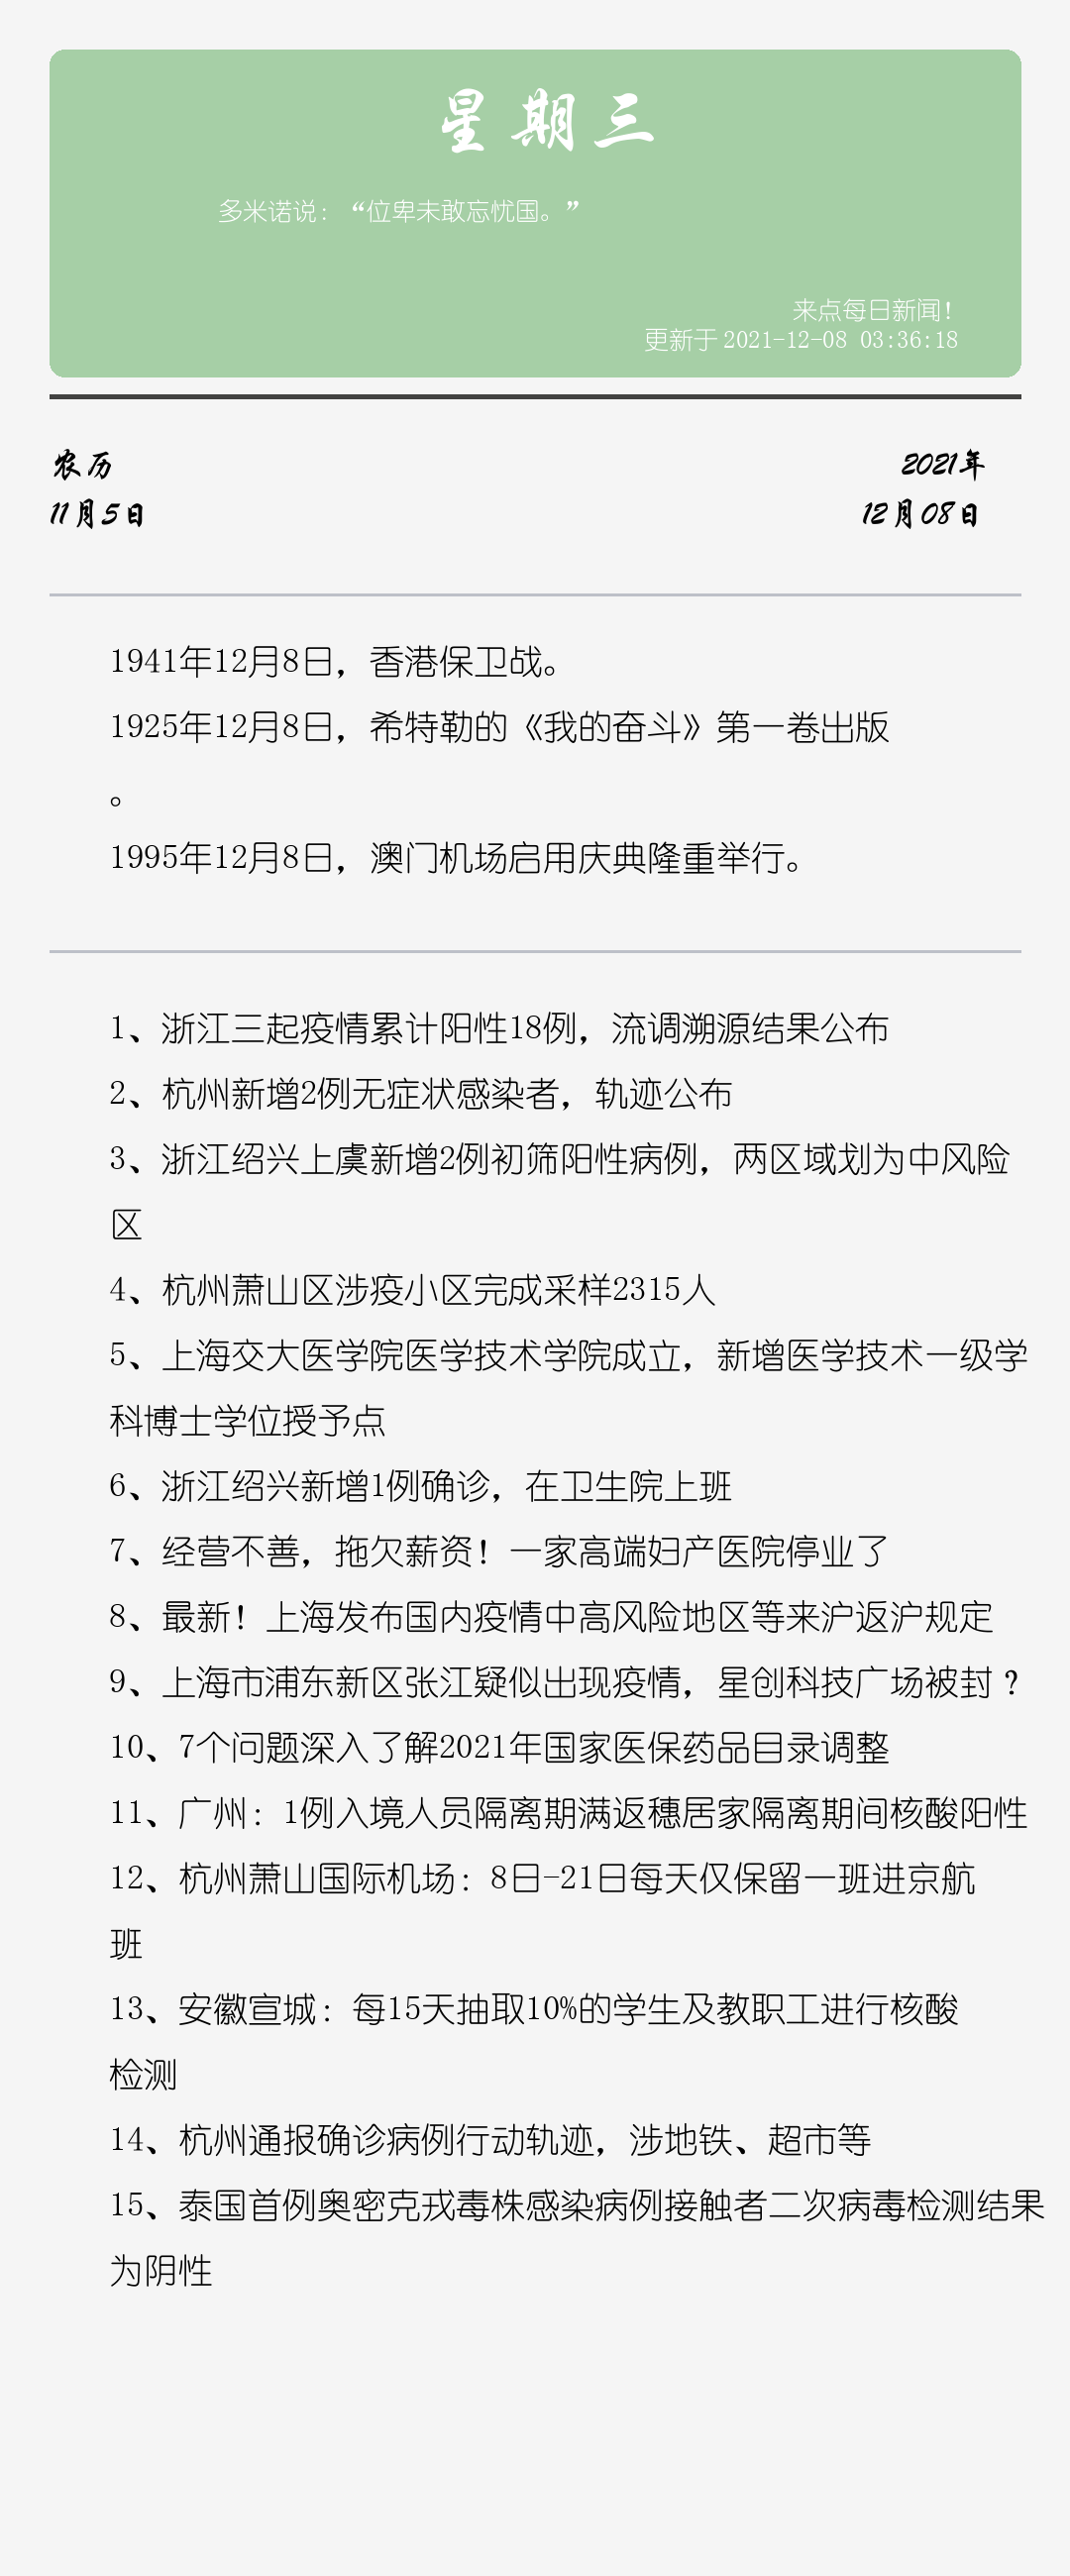 星期三
多米诺说：“位卑未敢忘忧国。”
来点每日新闻！
更新于 2021-12-08 03:36:18
农历
2021年
11月5日
12月08日
1941年12月8日，香港保卫战。
1925年12月8日，希特勒的《我的奋斗》第一卷出版
。
1995年12月8日，澳门机场启用庆典隆重举行。
1、浙江三起疫情累计阳性18例，流调溯源结果公布
2、杭州新增2例无症状感染者，轨迹公布
3、浙江绍兴上虞新增2例初筛阳性病例，两区域划为中风险
区
4、杭州萧山区涉疫小区完成采样2315人
5、上海交大医学院医学技术学院成立，新增医学技术一级学
科博士学位授予点
6、浙江绍兴新增1例确诊，在卫生院上班
7、经营不善，拖欠薪资！一家高端妇产医院停业了
8、最新！上海发布国内疫情中高风险地区等来沪返沪规定
9、上海市浦东新区张江疑似出现疫情，星创科技广场被封？
10、7个问题深入了解2021年国家医保药品目录调整
11、广州：1例入境人员隔离期满返穗居家隔离期间核酸阳性
12、杭州萧山国际机场：8日-21日每天仅保留一班进京航
班
13、安徽宣城：每15天抽取10%的学生及教职工进行核酸
检测
14、杭州通报确诊病例行动轨迹，涉地铁、超市等
15、泰国首例奥密克戎毒株感染病例接触者二次病毒检测结果
为阴性